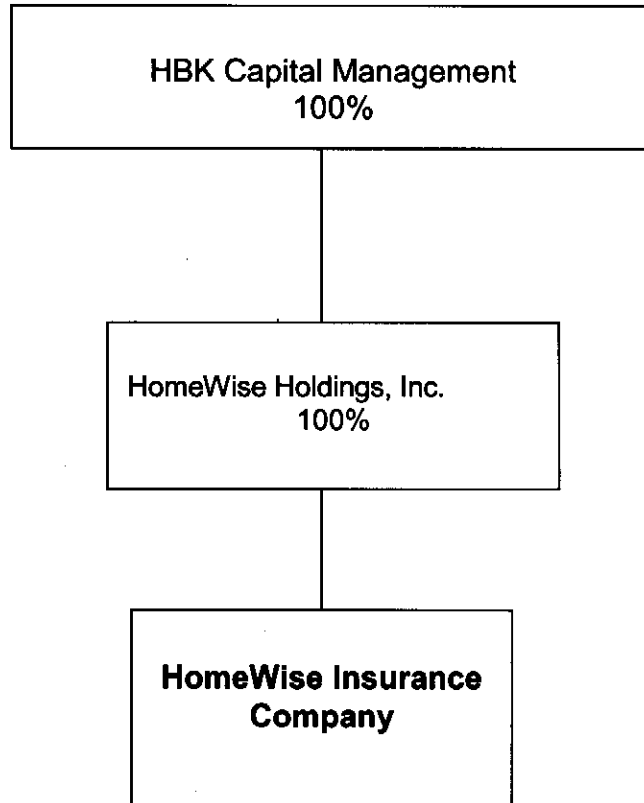 HBK Capital Management
100%
HomeWise Holdings, Inc.
100%
HomeWise Insurance
Company